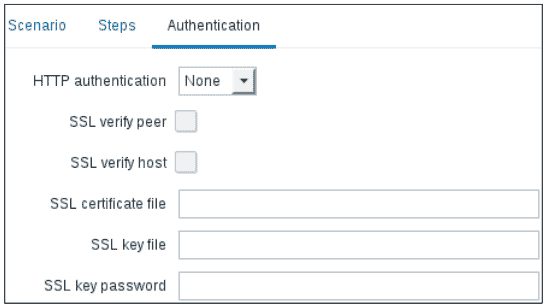 Scenario Steps Authentication
HTTP authentication None
SSL verify peer
SSL verify host
SSL certificate file
SSL key file
SSL key password